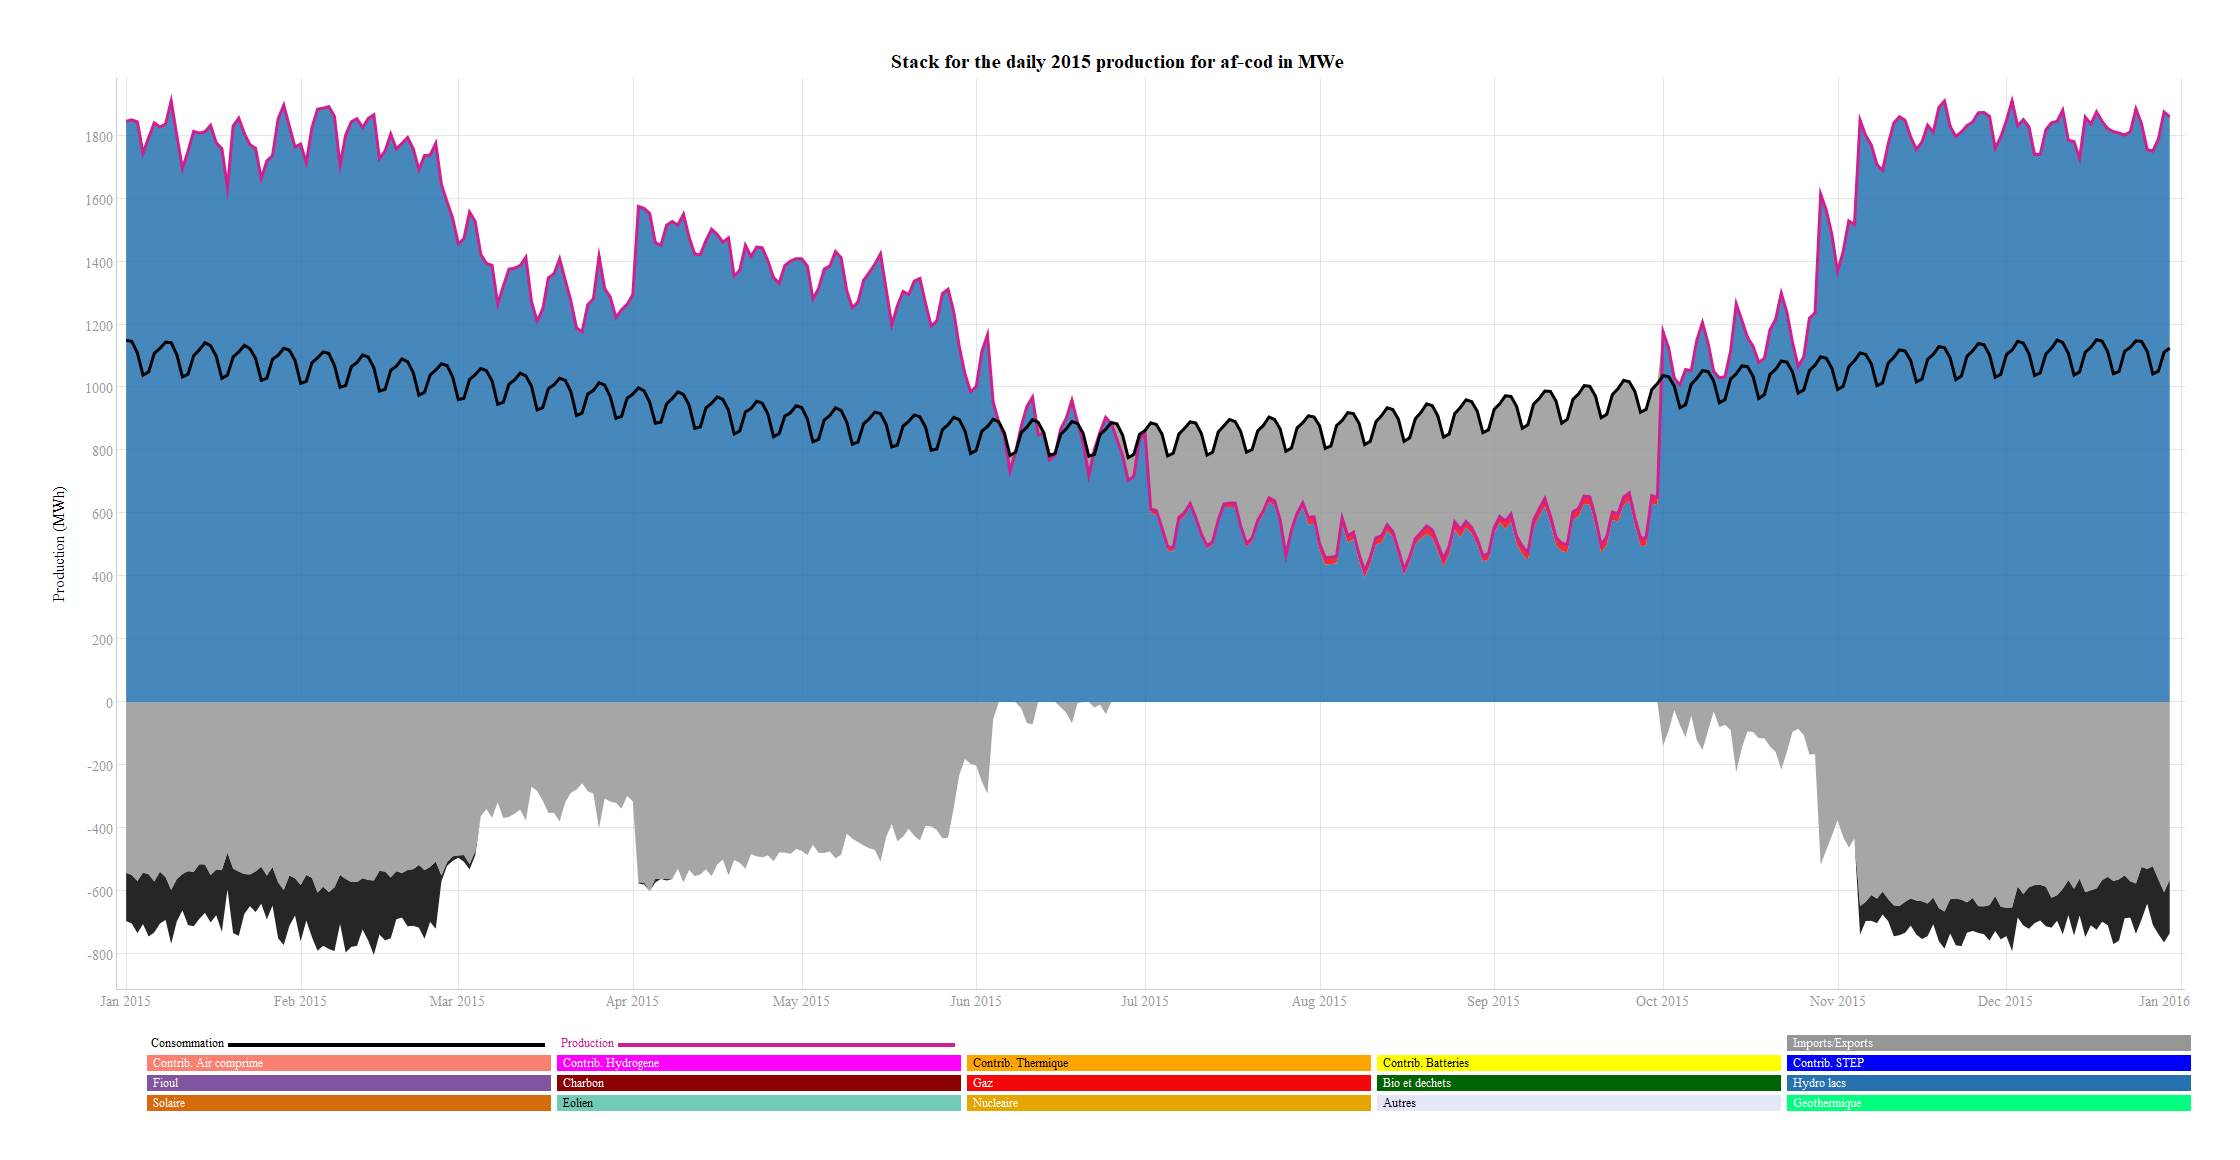 Stack for the daily 2015 production for af-cod in MWe
Production (MWh)
1800
1600
1400
1200
1000
800
600
400
200
0
-200
-400
-600
-800
Jan 2015 Feb 2015 Mar 2015 Apr 2015 May 2015 Jun 2015 Jul 2015 Aug 2015 Sep 2015 Oct 2015 Nov 2015 Dec 2015 Jan 2016
Consommation Production Imports/Exports
Contrib. Air comprime Contrib. Hydrogene Contrib. Thermique Contrib. Batteries Contrib. STEP
Fioul Charbon Gaz Bio et dechets Hydro lacs
Solaire Eolien Nucleaire Autres Geothermique